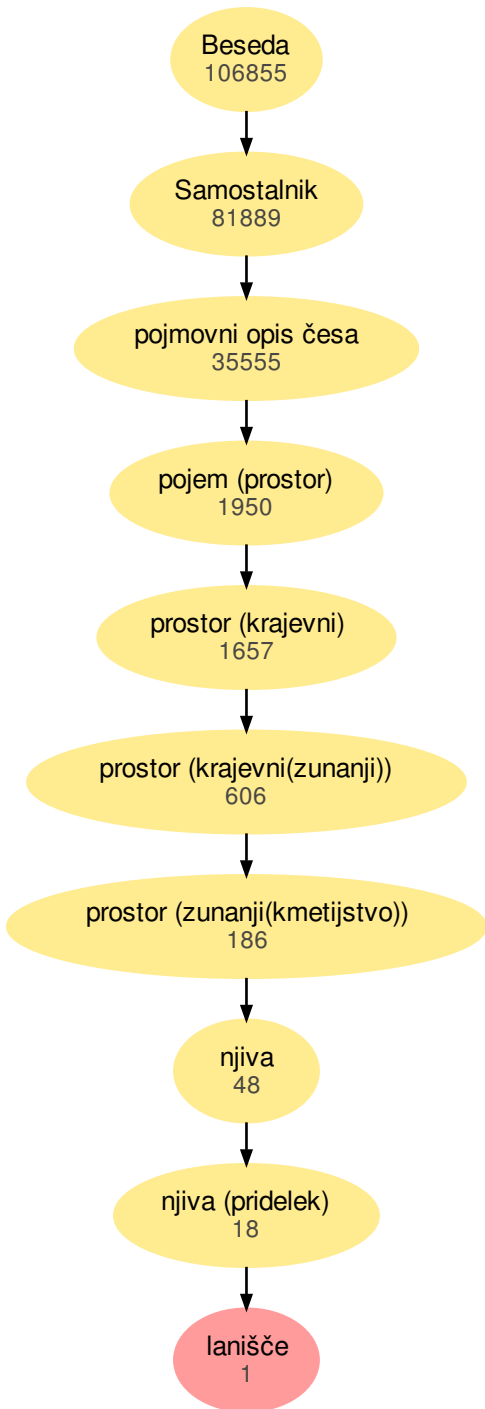 Beseda
106855
Samostalnik
81889
pojmovni opis česa
35555
pojem (prostor)
1950
prostor (krajevni)
1657
prostor (krajevni(zunanji))
606
prostor (zunanji(kmetijstvo))
186
njiva
48
njiva (pridelek)
18
lanišče
1